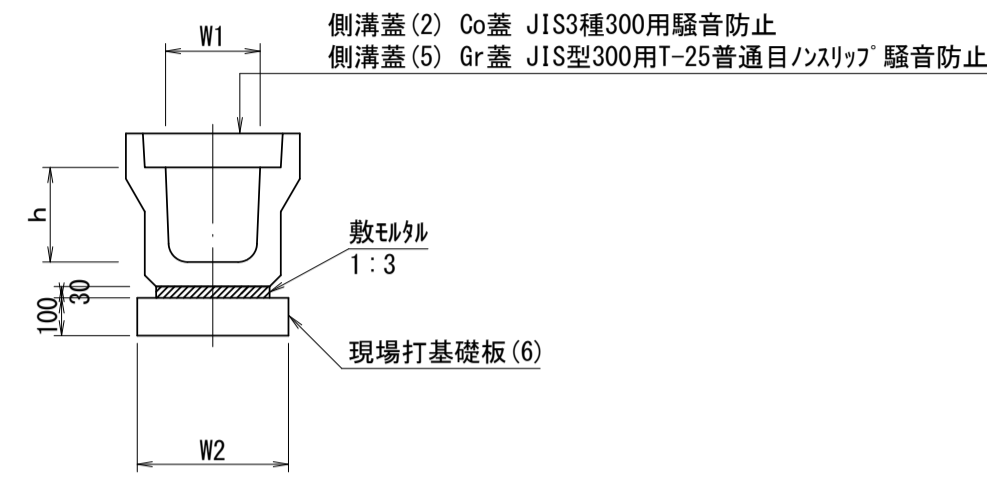 側溝蓋(2) Co蓋 JIS3種300用騒音防止
側溝蓋(5) Gr蓋 JIS型300用T-25普通目ﾉﾝｽﾘｯﾌﾟ騒音防止
W1
h
敷ﾓﾙﾀﾙ
1：3
30
100
現場打基礎板(6)
W2